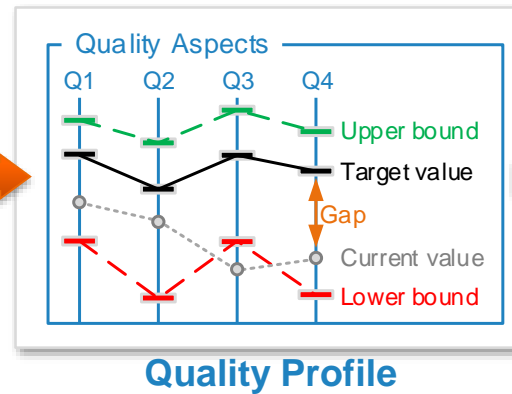 Quality Aspects
Q1 Q2 Q3 Q4
Upper bound
Target value
Gap
Current value
Lower bound
Quality Profile